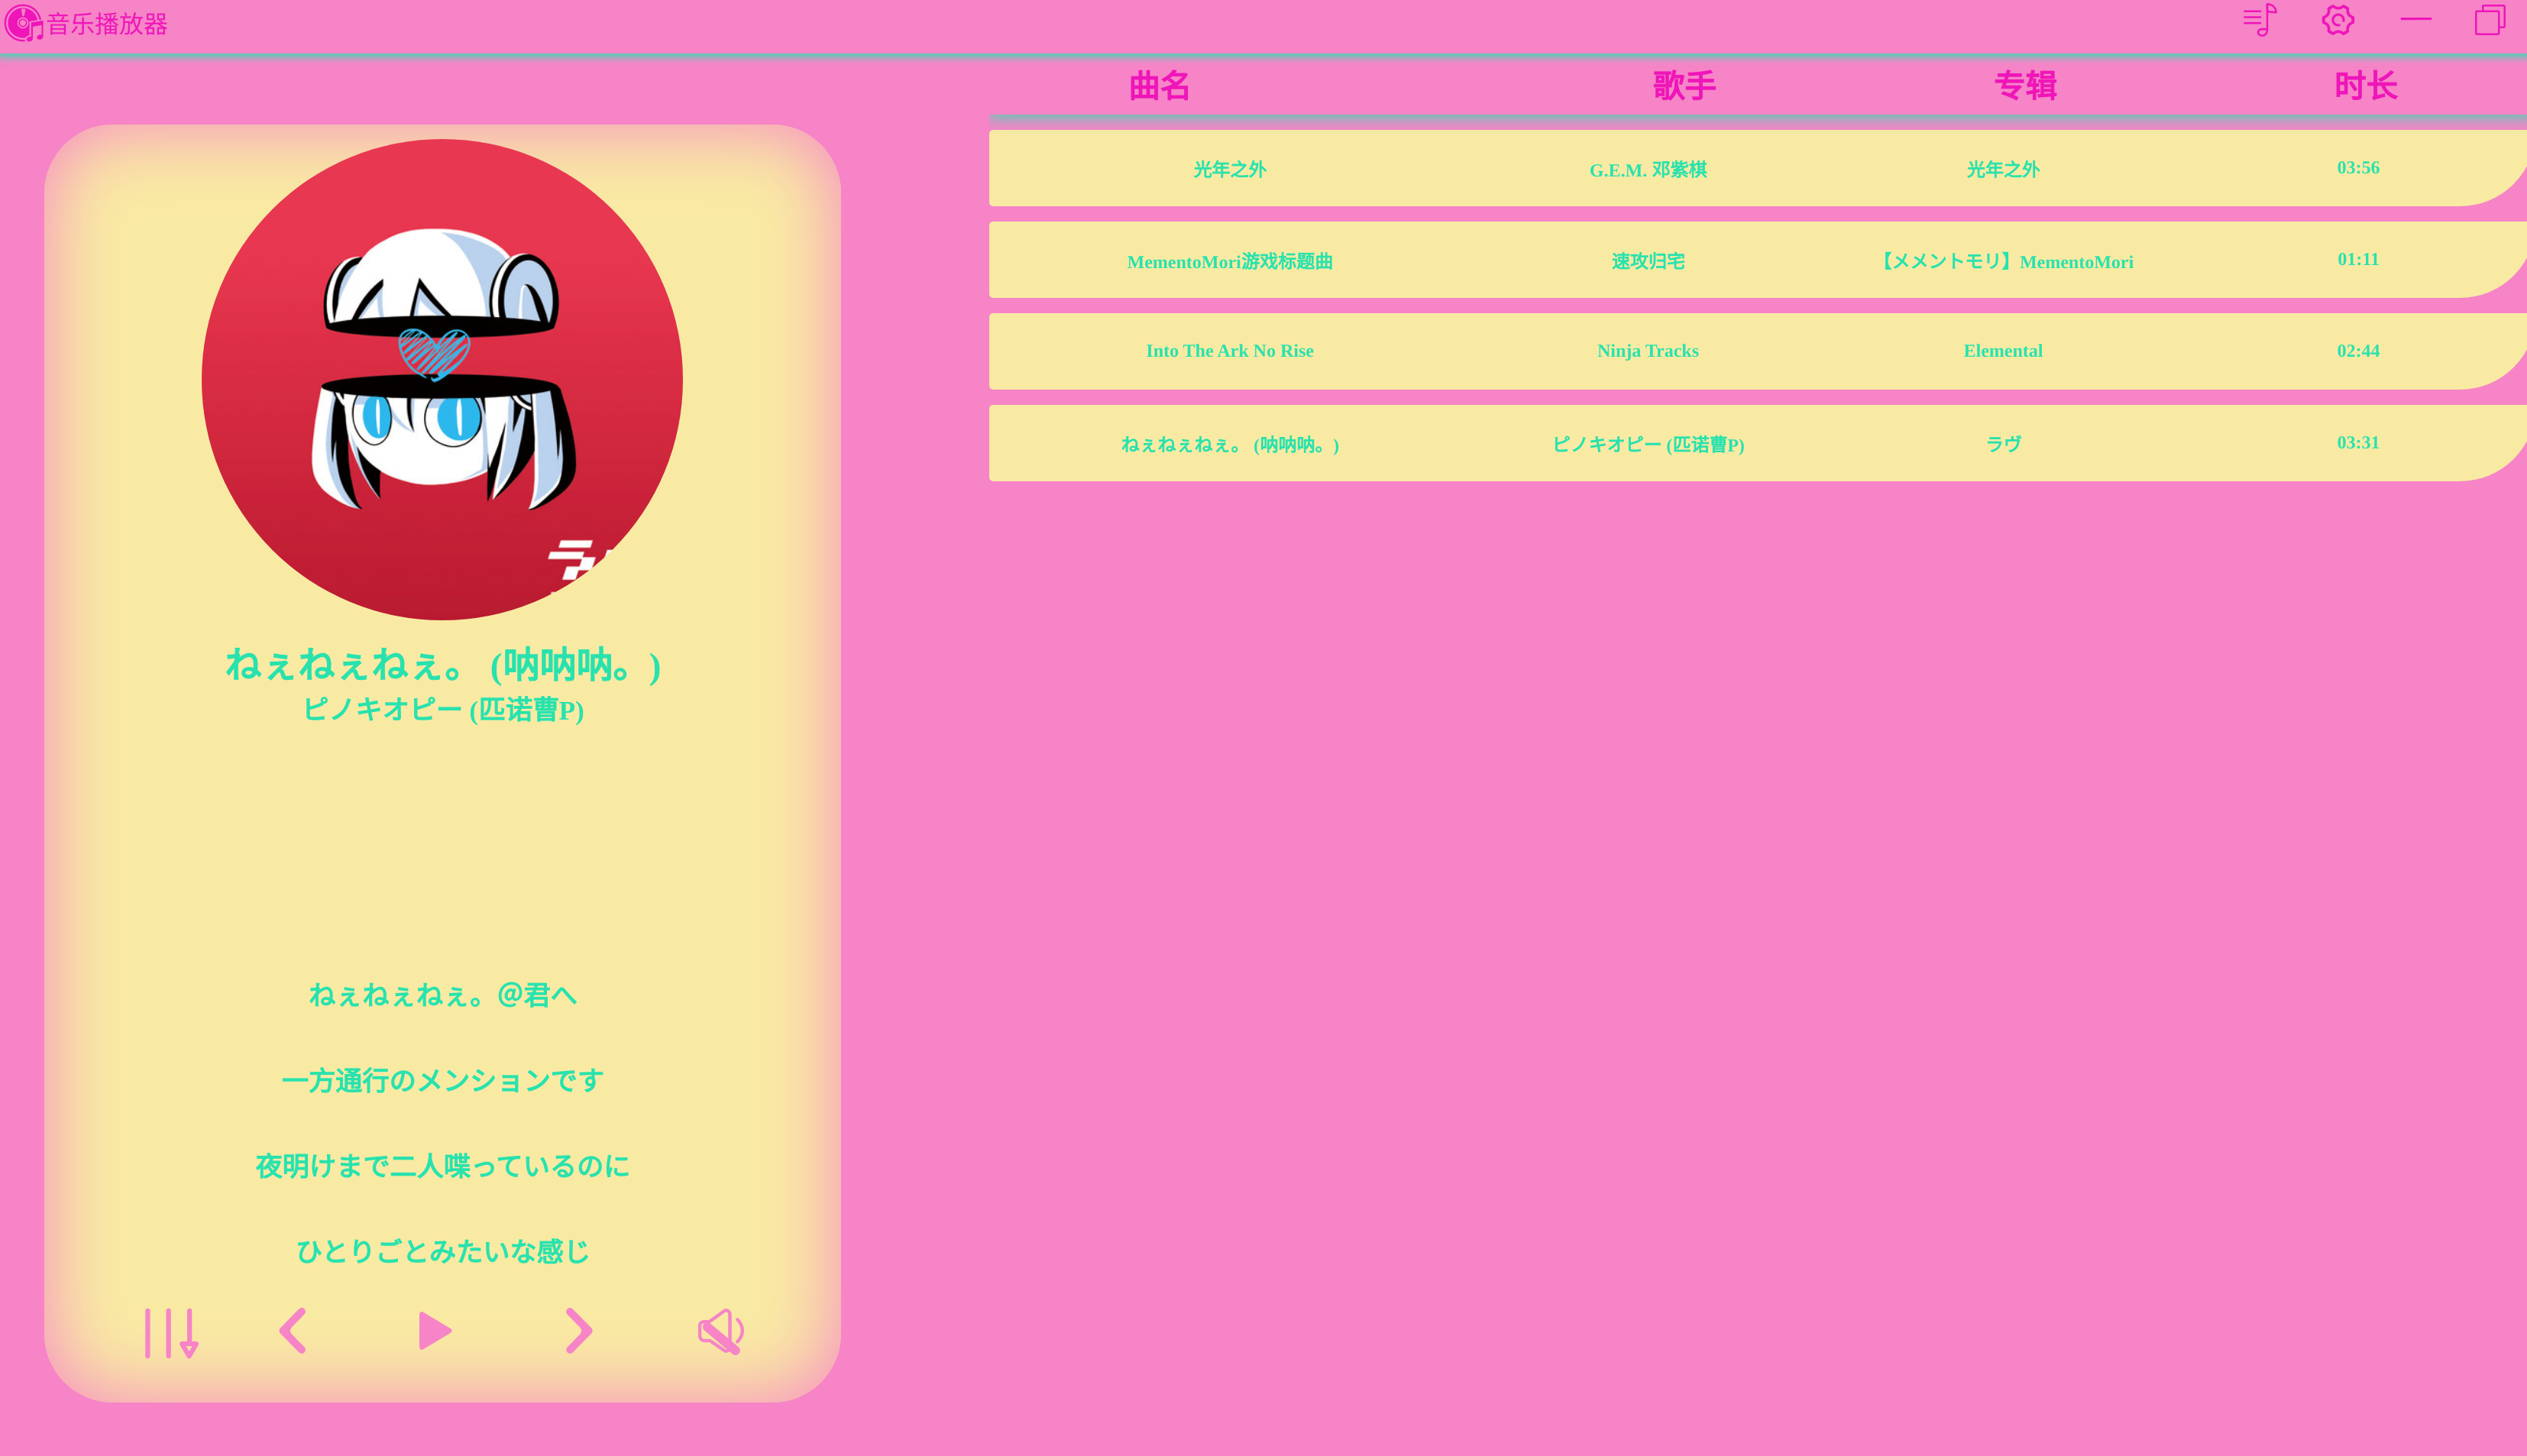 音乐播放器
曲名 歌手 专辑 时长
光年之外 G.E.M. 邓紫棋 光年之外 03:56
MementoMori游戏标题曲 速攻归宅 【メメントモリ】MementoMori 01:11
Into The Ark No Rise Ninja Tracks Elemental 02:44
ねぇねぇねぇ。 (呐呐呐。) ピノキオピー (匹诺曹P) ラヴ 03:31
ねぇねぇねぇ。 (呐呐呐。)
ピノキオピー (匹诺曹P)
ねぇねぇねぇ。@君へ
一方通行のメンションです
夜明けまで二人喋っているのに
ひとりごとみたいな感じ